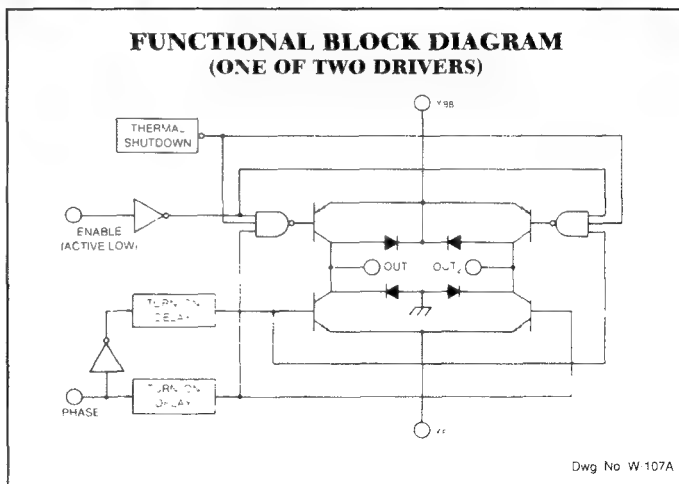 FUNCTIONAL BLOCK DIAGRAM
(ONE OF TWO DRIVERS)
THERMAL
SHUTDOWN
ENABLE
(ACTIVE LOW)
OUT
OUT
TURN ON
DELAY
TURN ON
DELAY
PHASE
Dwg No W-107A